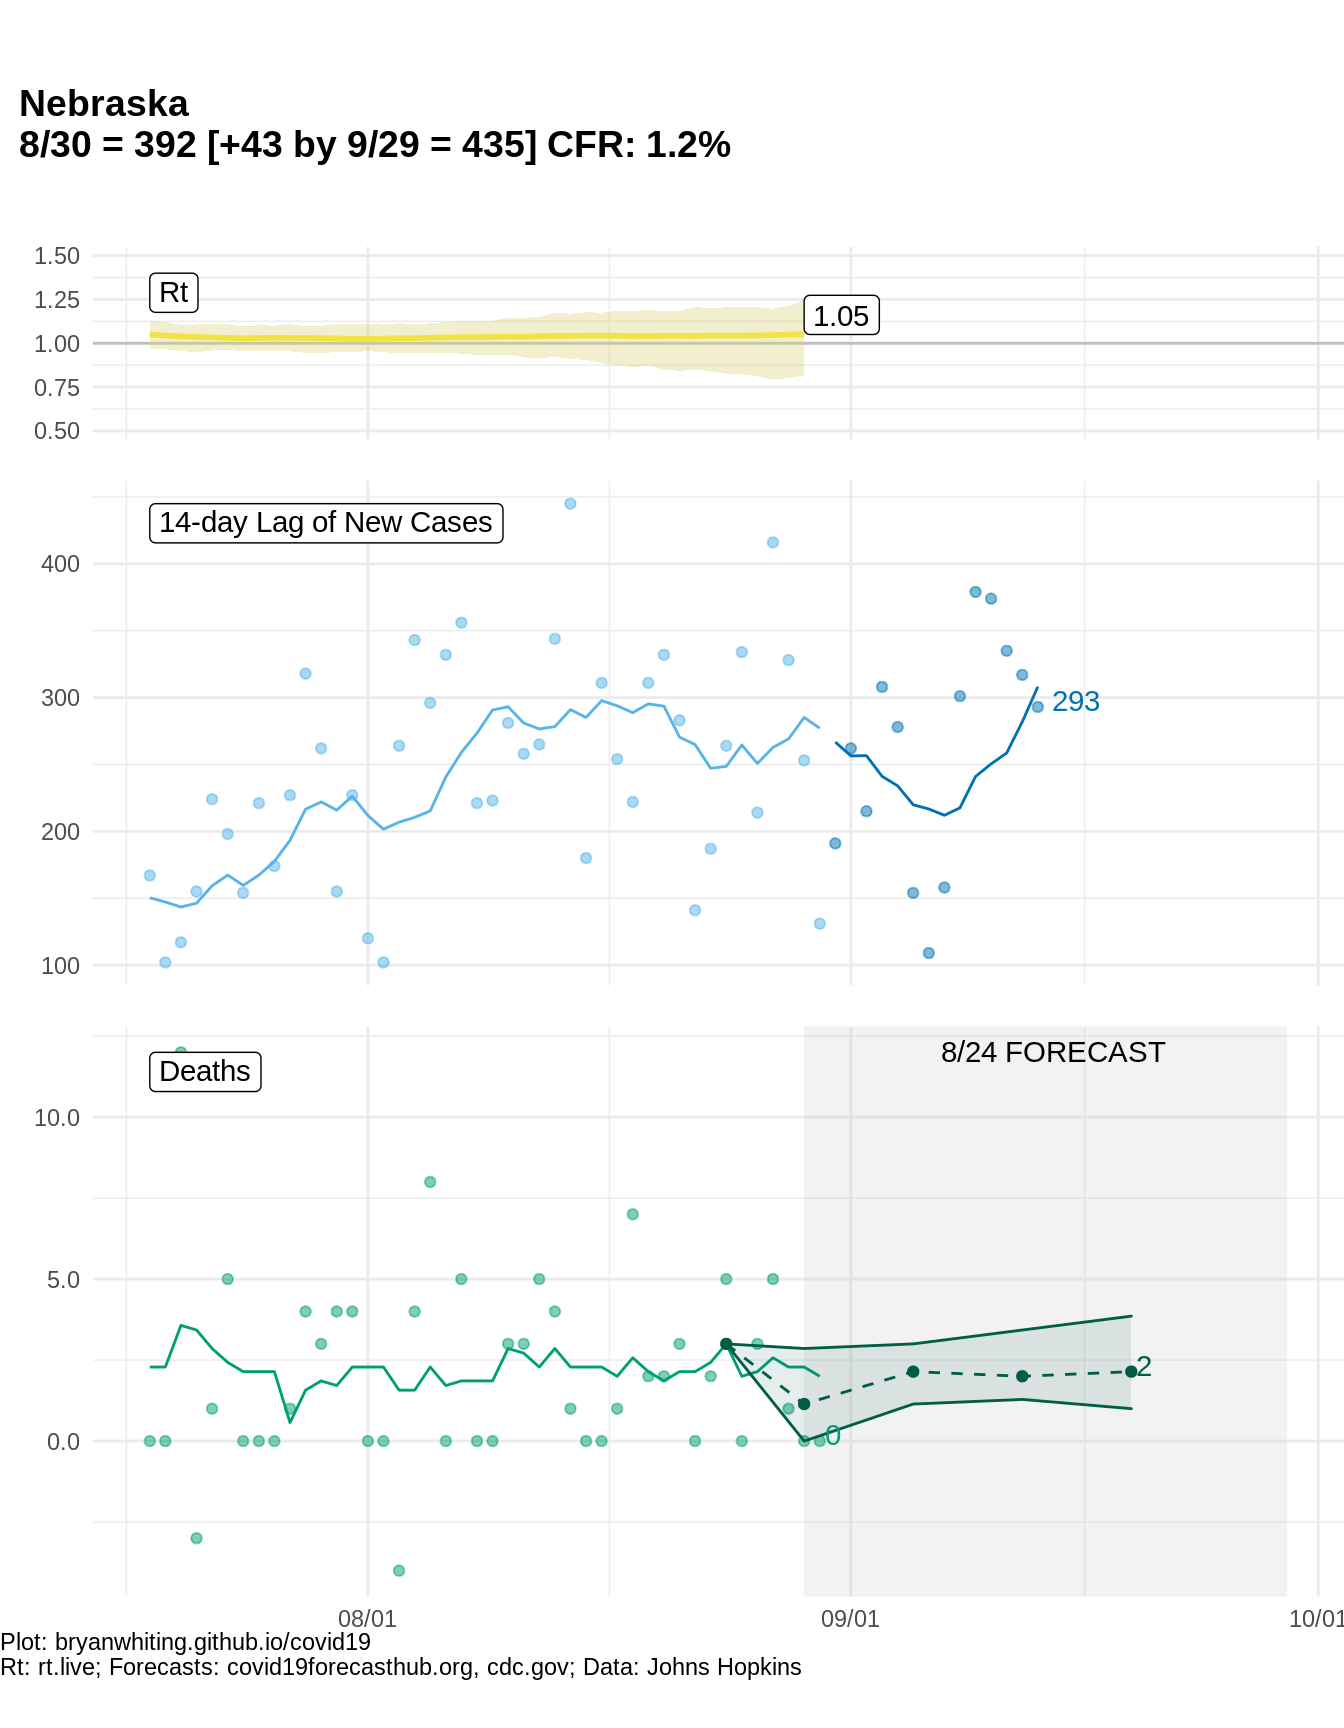 Nebraska
8/30 = 392 [+43 by 9/29 = 435] CFR: 1.2%
1.50
Rt
1.25
1.05
1.00
0.75
0.50
14-day Lag of New Cases
400
300
293
200
100
8/24 FORECAST
Deaths
10.0
5.0
2
0
0.0
08/01
09/01
10/01
Plot: bryanwhiting.github.io/covid19
Rt: rt.live; Forecasts: covid19forecasthub.org, cdc.gov; Data: Johns Hopkins